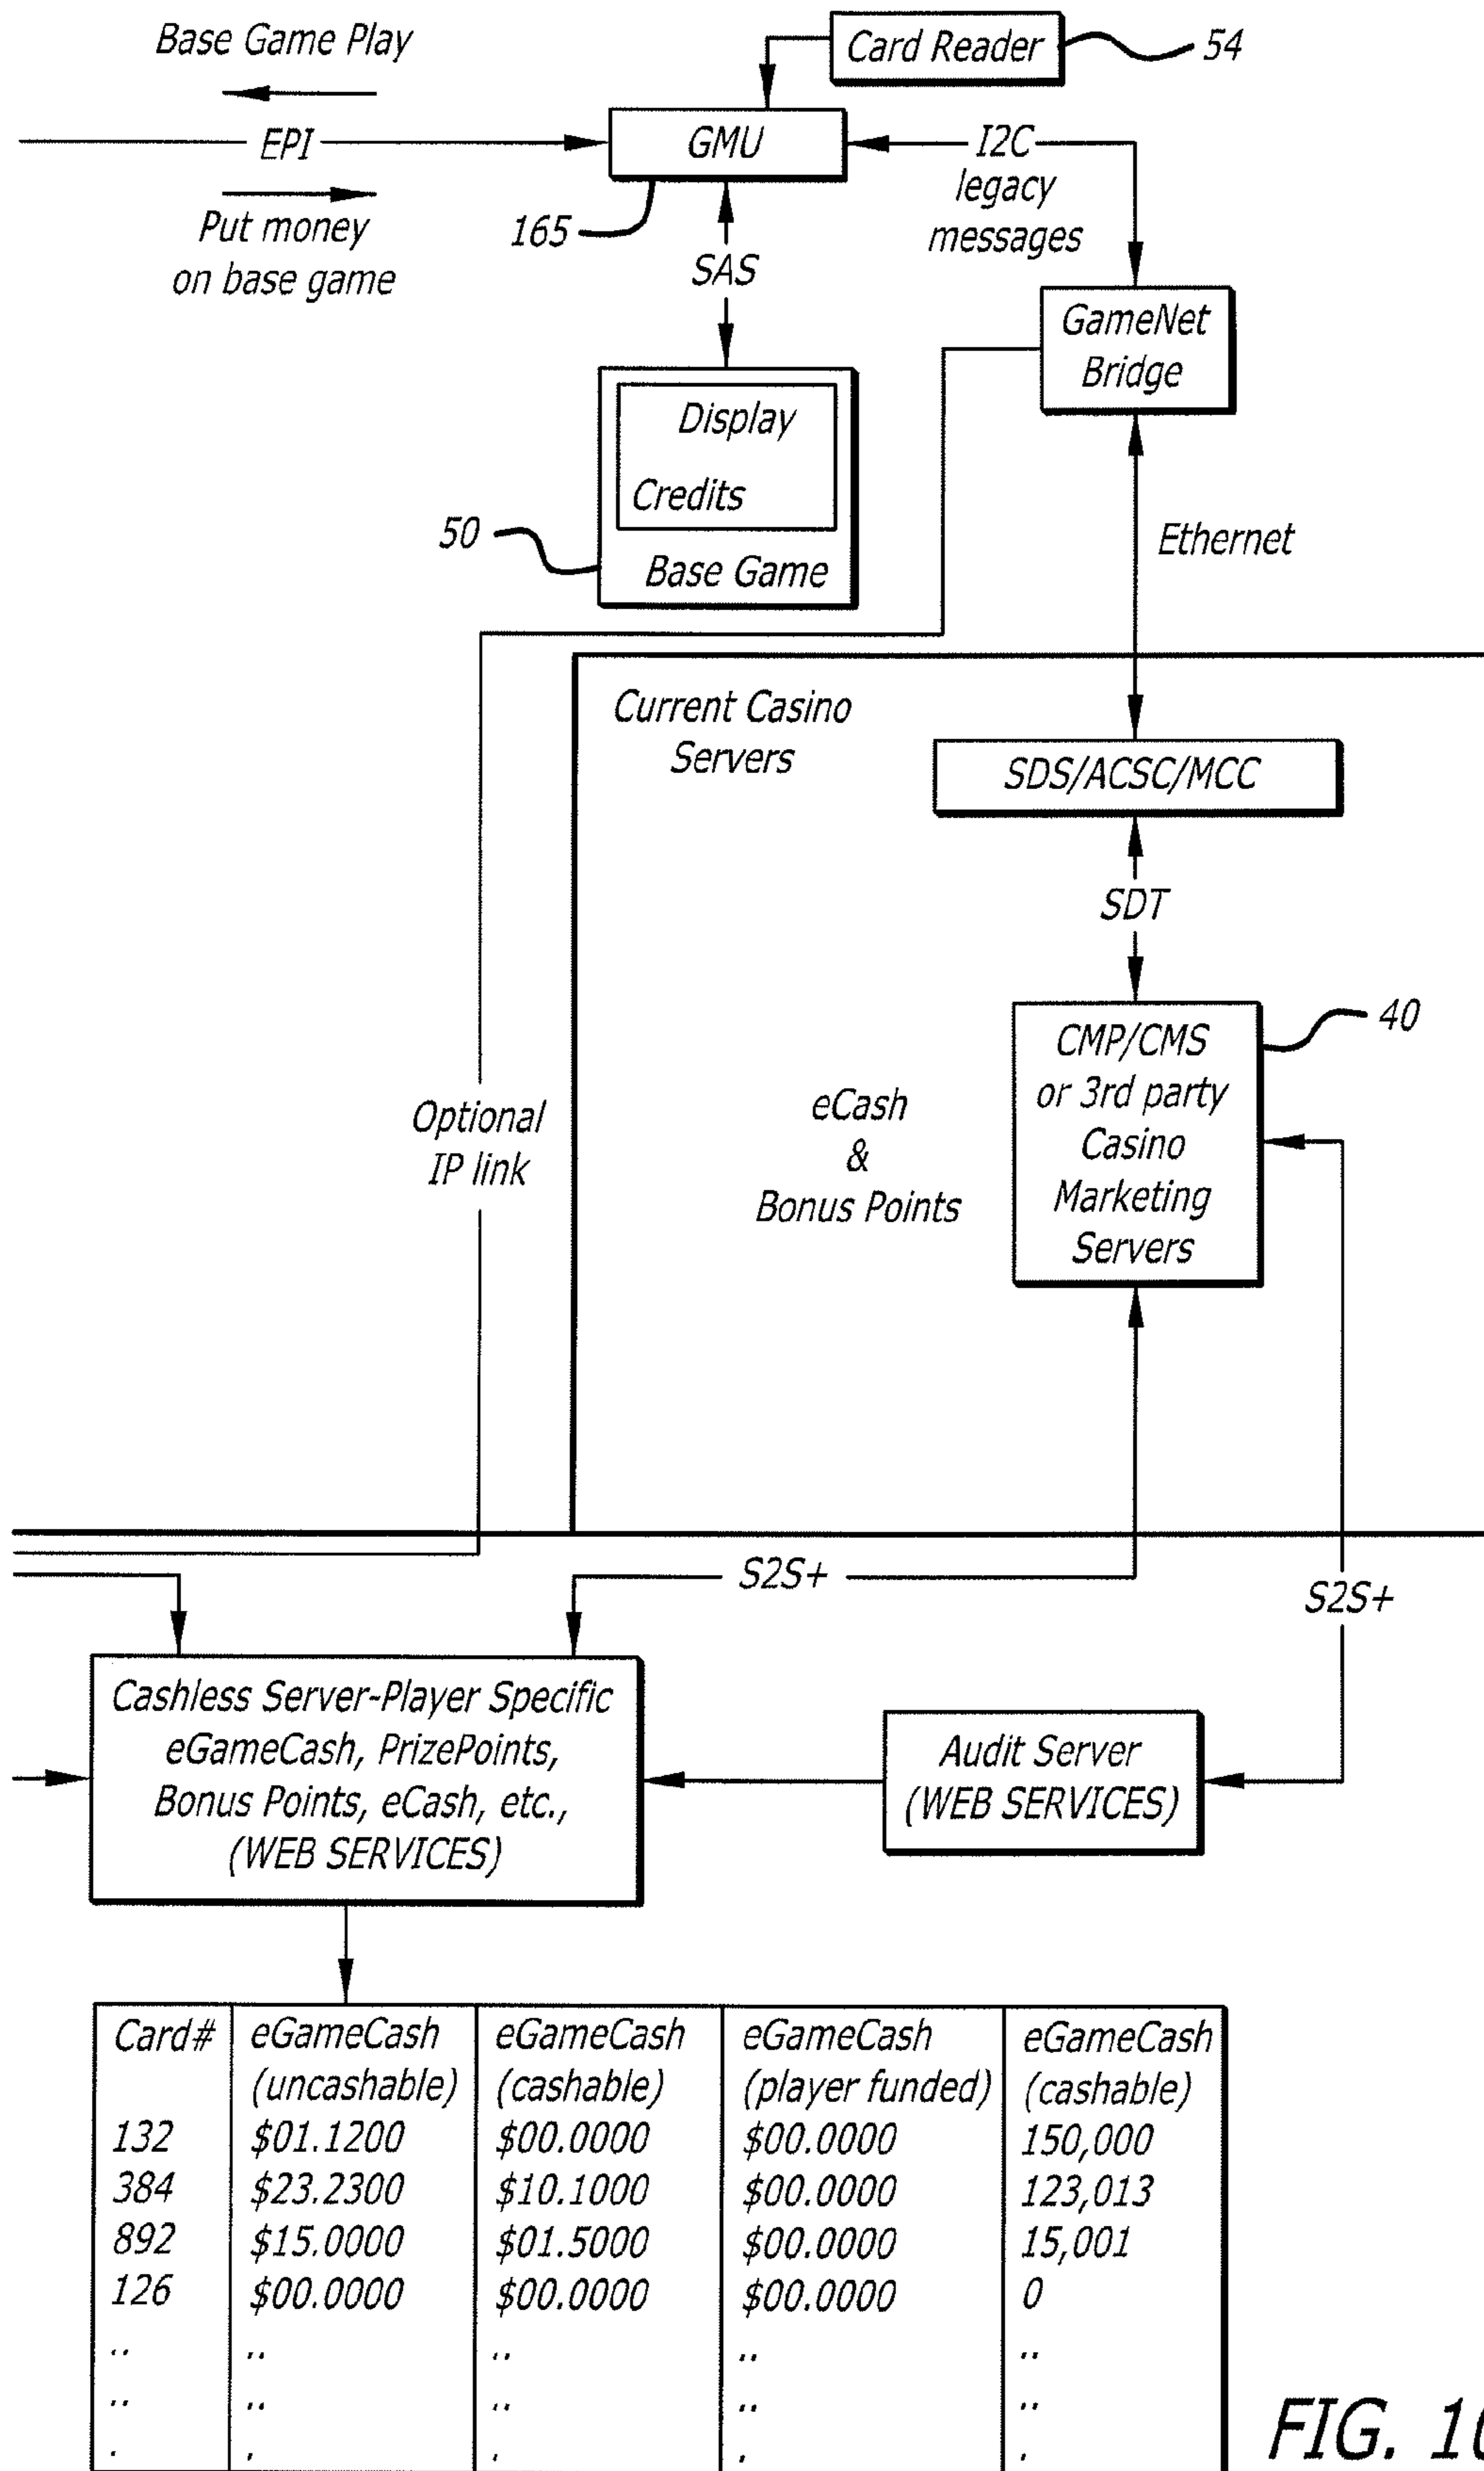 Base Game Play
Card Reader
54
EPI
GMU
I2C
legacy
messages
Put money
on base game
165
SAS
GameNet
Bridge
Display
Credits
50
Base Game
Ethernet
Current Casino
Servers
SDS/ACSC/MCC
SDT
40
CMP/CMS
or 3rd party
Casino
Marketing
Servers
eCash
&
Bonus Points
Optional
IP link
S2S+
S2S+
Cashless Server-Player Specific
eGameCash, PrizePoints,
Bonus Points, eCash, etc.,
(WEB SERVICES)
Audit Server
(WEB SERVICES)
Card# eGameCash eGameCash eGameCash eGameCash
(uncashable) (cashable) (player funded) (cashable)
132 $01.1200 $00.0000 $00.0000 150,000
384 $23.2300 $10.1000 $00.0000 123,013
892 $15.0000 $01.5000 $00.0000 15,001
126 $00.0000 $00.0000 $00.0000 0
.. .. .. .. ..
.. .. .. .. ..
. . . . .
FIG. 10